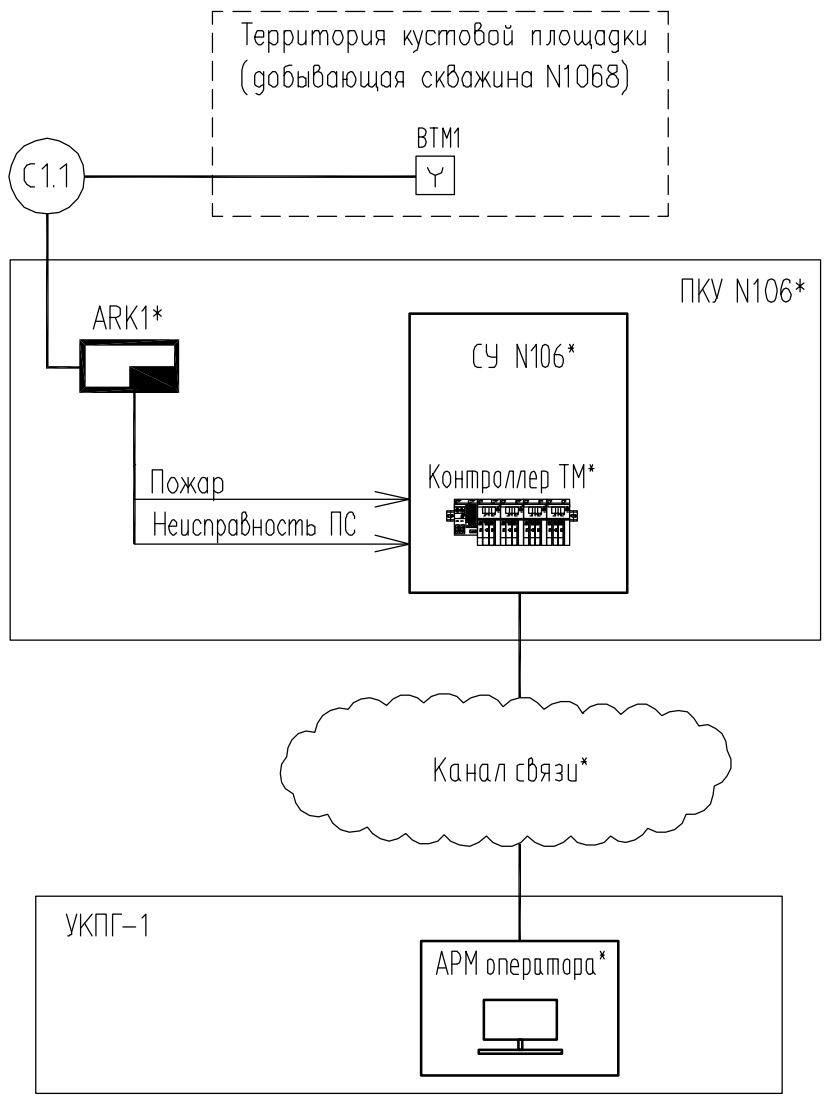 Территория кустовой площадки
(добывающая скважина N1068)
BTM1
C1.1
ПКУ N106*
ARK1*
СУ N106*
Контроллер ТМ*
Пожар
Неисправность ПС
Канал связи*
УКПГ-1
АРМ оператора*